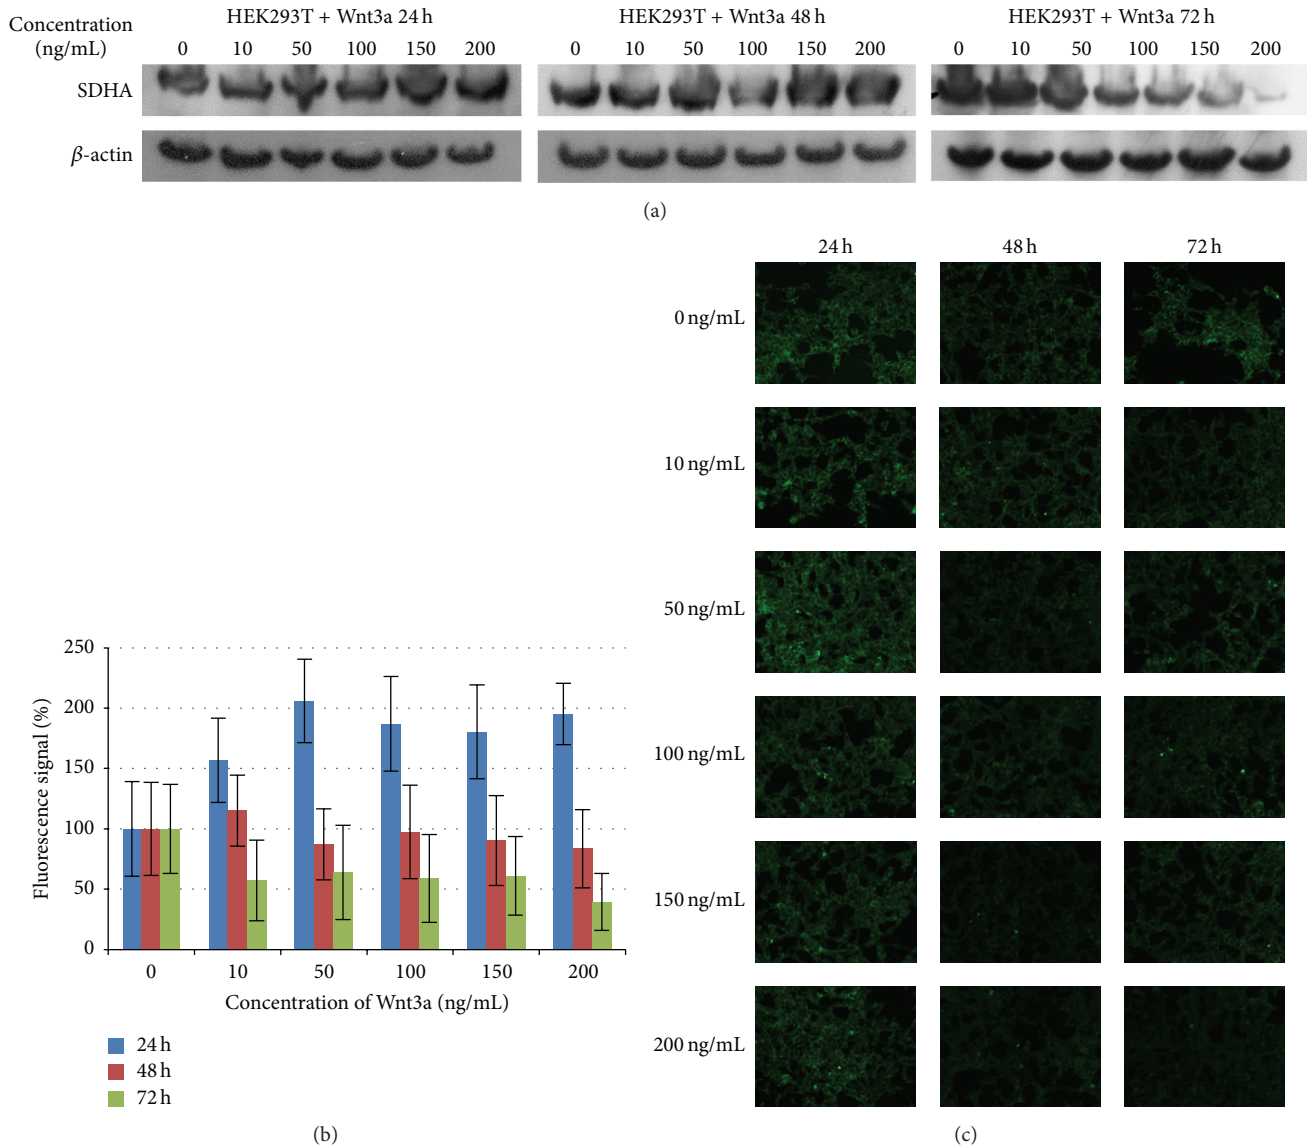 Concentration
(ng/mL)
HEK293T + Wnt3a 24 h
HEK293T + Wnt3a 48 h
HEK293T + Wnt3a 72 h
0 10 50 100 150 200
0 10 50 100 150 200
0 10 50 100 150 200
SDHA
β-actin
(a)
24 h 48 h 72 h
0 ng/mL
10 ng/mL
50 ng/mL
100 ng/mL
150 ng/mL
200 ng/mL
(c)
Fluorescence signal (%)
250
200
150
100
50
0
0 10 50 100 150 200
Concentration of Wnt3a (ng/mL)
24 h
48 h
72 h
(b)